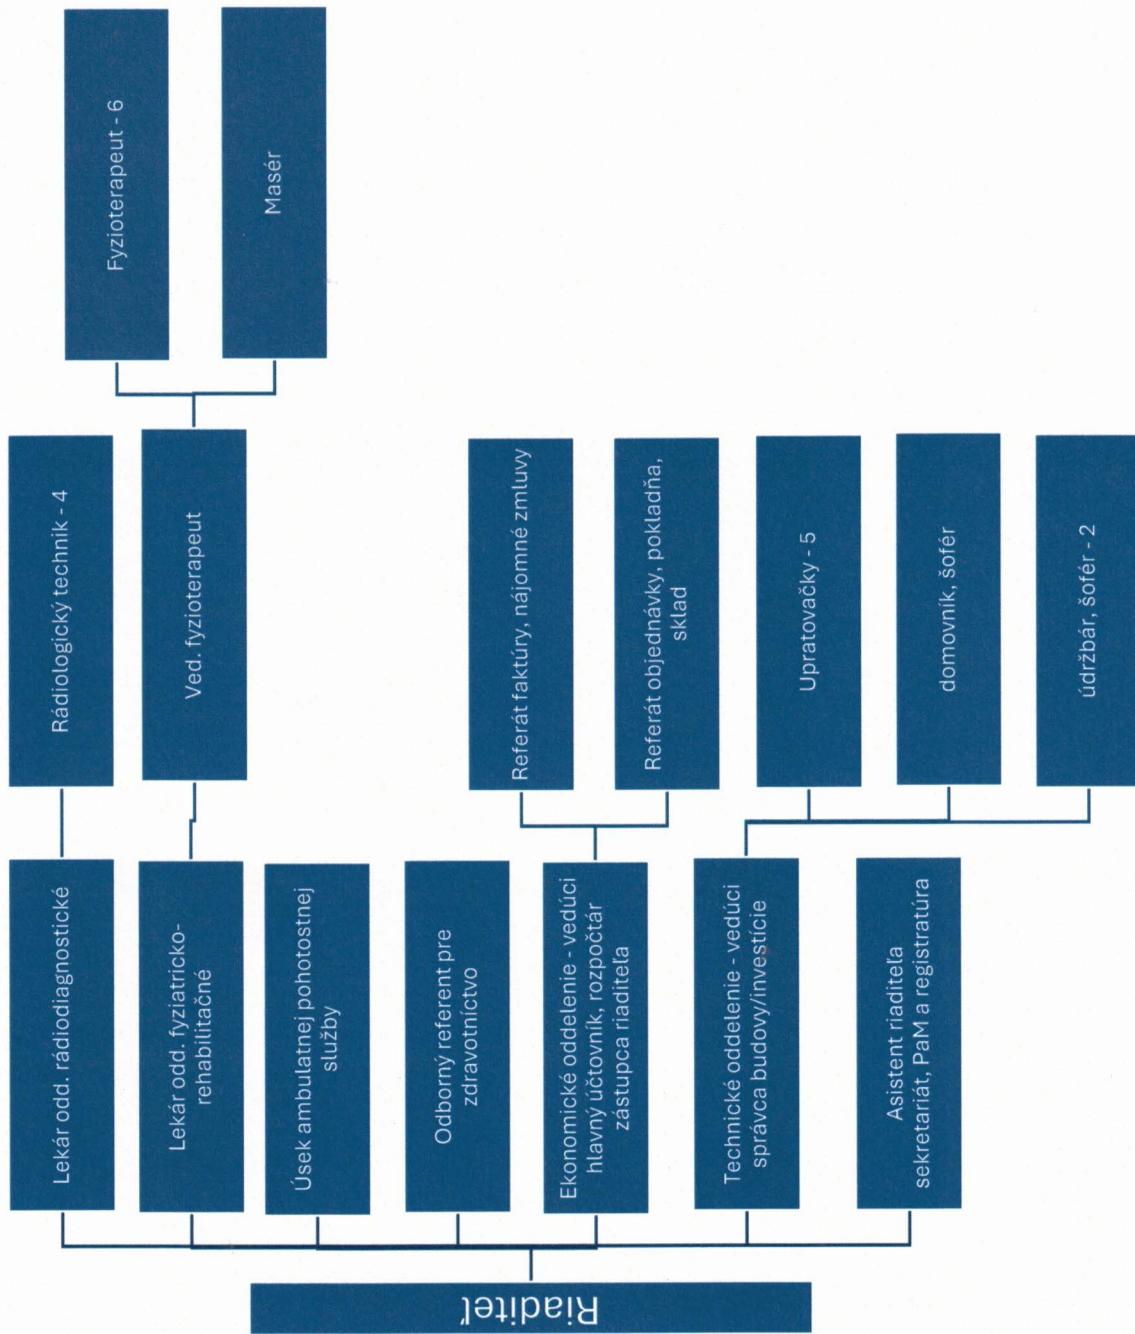 Riaditeľ
Lekár odd. rádiodiagnostické
Rádiologický technik - 4
Lekár odd. fyziatricko-
rehabilitačné
Ved. fyzioterapeut
Fyzioterapeut - 6
Masér
Úsek ambulatnej pohotostnej
služby
Odborný referent pre
zdravotníctvo
Ekonomické oddelenie - vedúci
hlavný účtovník, rozpočtár
zástupca riaditeľa
Referát faktúry, nájomné zmluvy
Referát objednávky, pokladňa,
sklad
Technické oddelenie - vedúci
správca budovy/investície
Upratovačky - 5
domovník, šofér
údržbár, šofér - 2
Asistent riaditeľa
sekretariát, PaM a registratúra